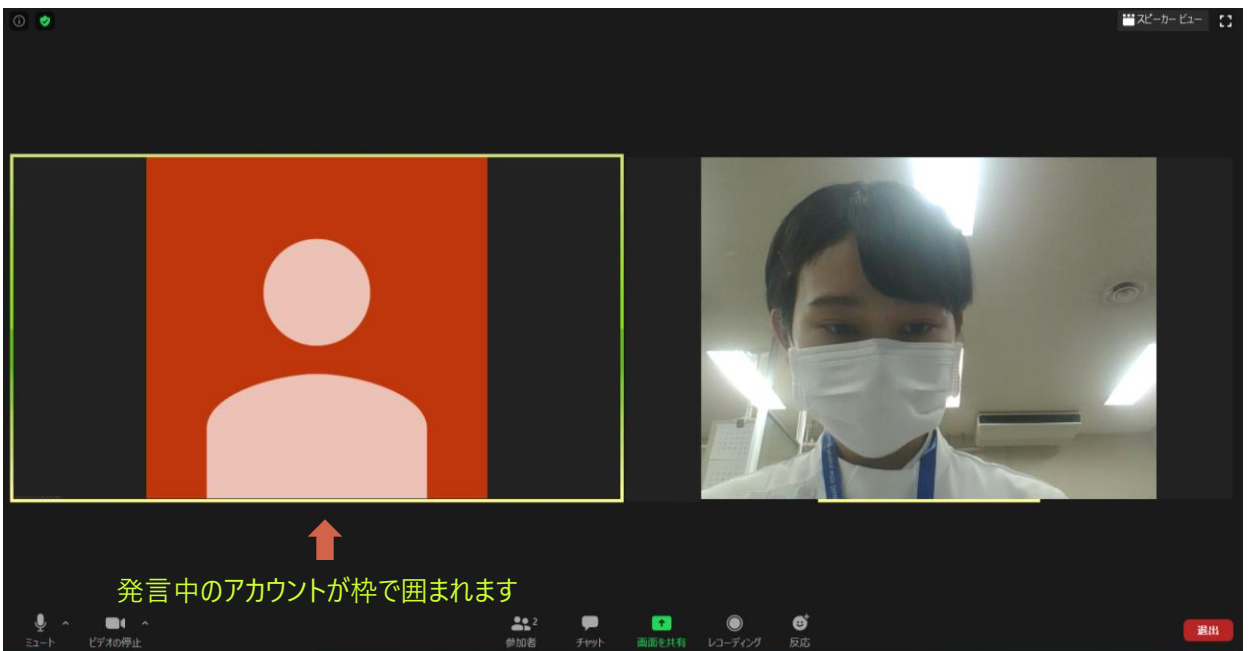 スピーカー ビュー
発言中のアカウントが枠で囲まれます
ミュート
ビデオの停止
2
参加者
チャット
画面を共有
レコーディング
反応
退出